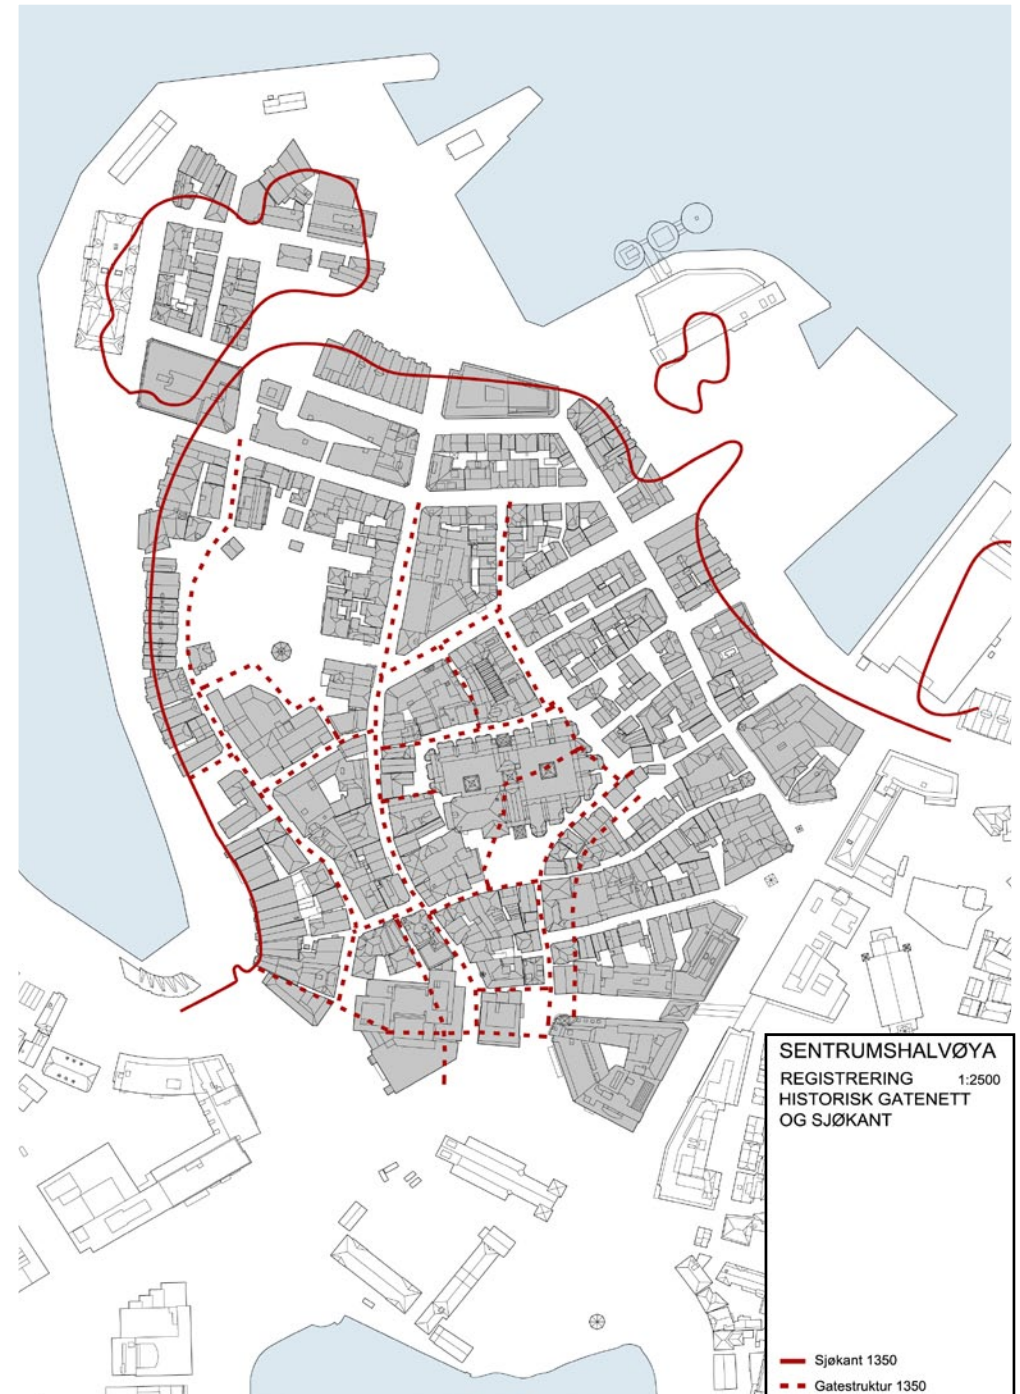 SENTRUMSHALVØYA
REGISTRERING 1:2500
HISTORISK GATENETT
OG SJØKANT
Sjøkant 1350
Gatestruktur 1350